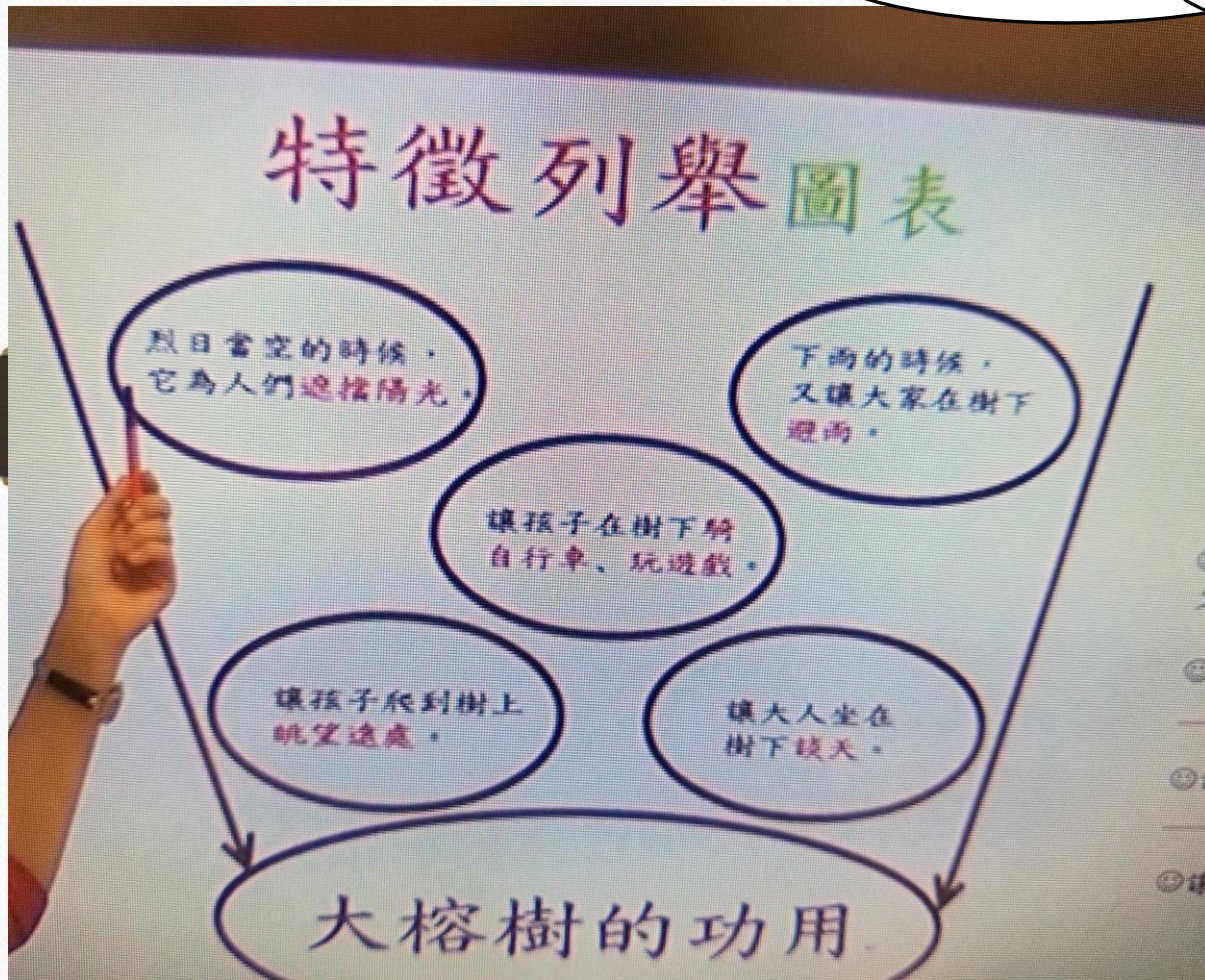 特徵列舉圖表
烈日當空的時候，
它為人們遮擋陽光。
下雨的時候，
又讓大家在樹下
避雨。
讓孩子在樹下騎
自行車、玩遊戲。
讓孩子爬到樹上
眺望遠處。
讓大人坐在
樹下談天。
大榕樹的功用